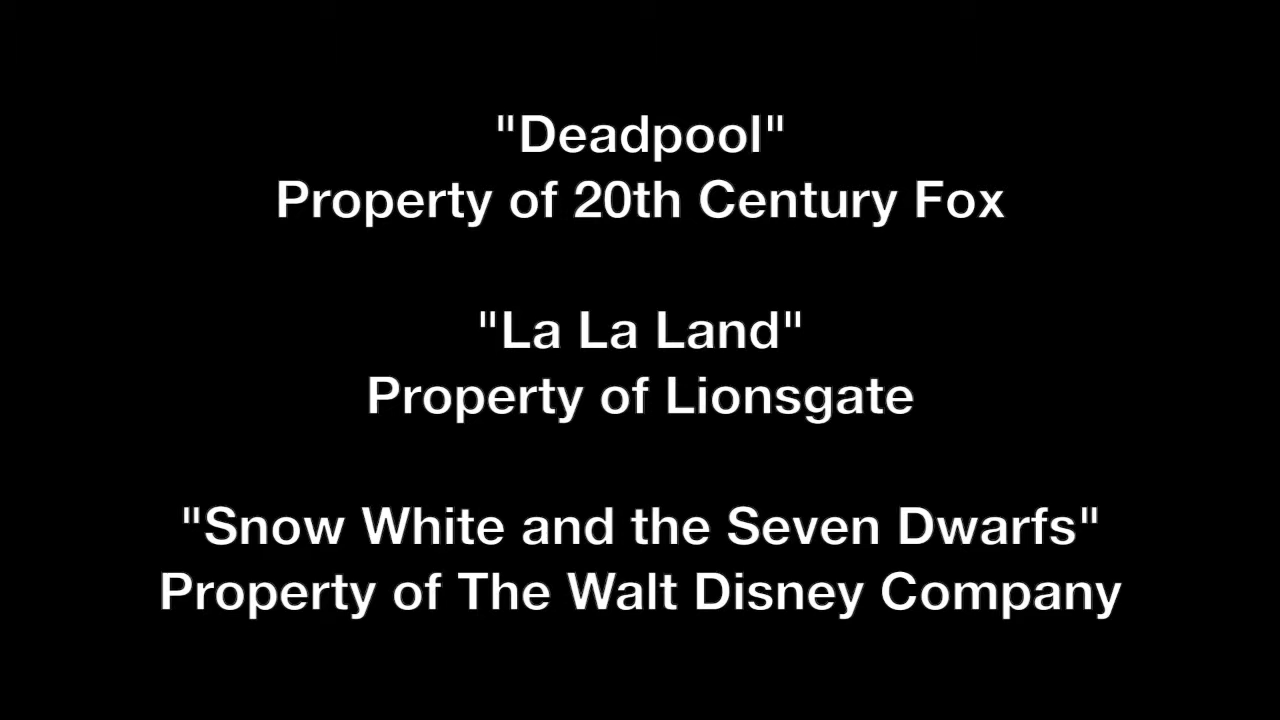 "Deadpool"
Property of 20th Century Fox
"La La Land"
Property of Lionsgate
"Snow White and the Seven Dwarfs"
Property of The Walt Disney Company